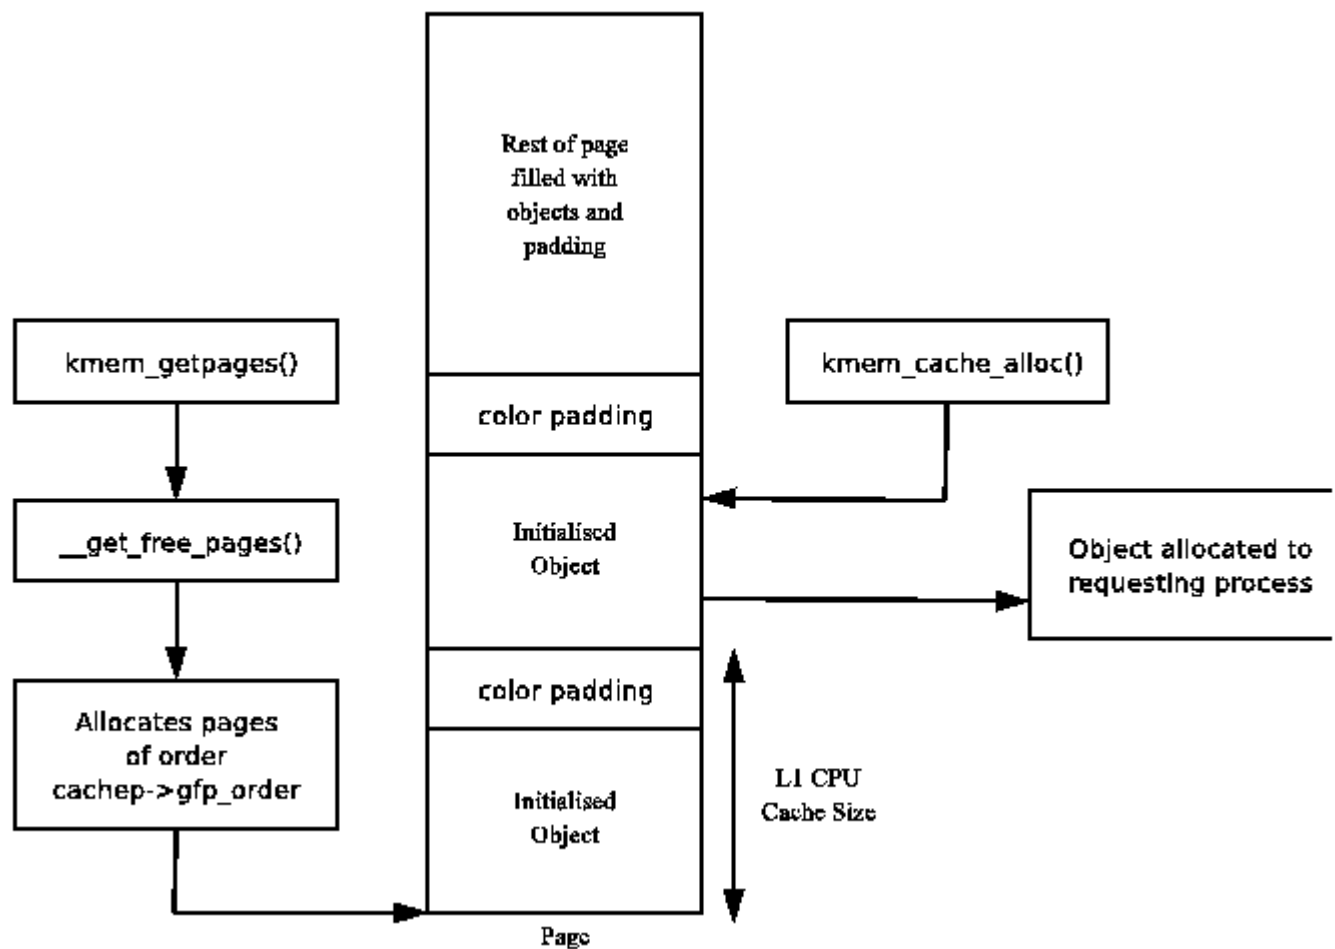 Rest of page
filled with
objects and
padding
kmem_getpages()
kmem_cache_alloc()
color padding
__get_free_pages()
Initialised
Object
Object allocated to
requesting process
color padding
Allocates pages
of order
cachep->gfp_order
Initialised
Object
L1 CPU
Cache Size
Page